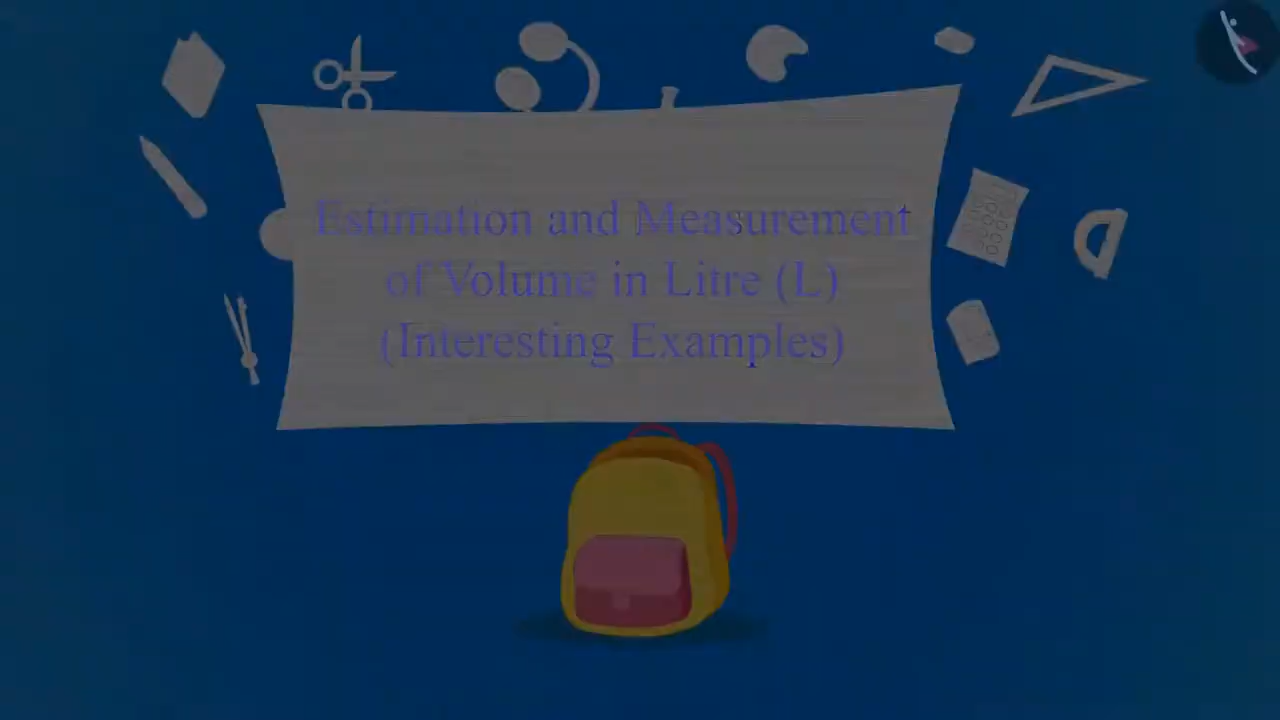 Estimation and Measurement
of Volume in Litre (L)
(Interesting Examples)